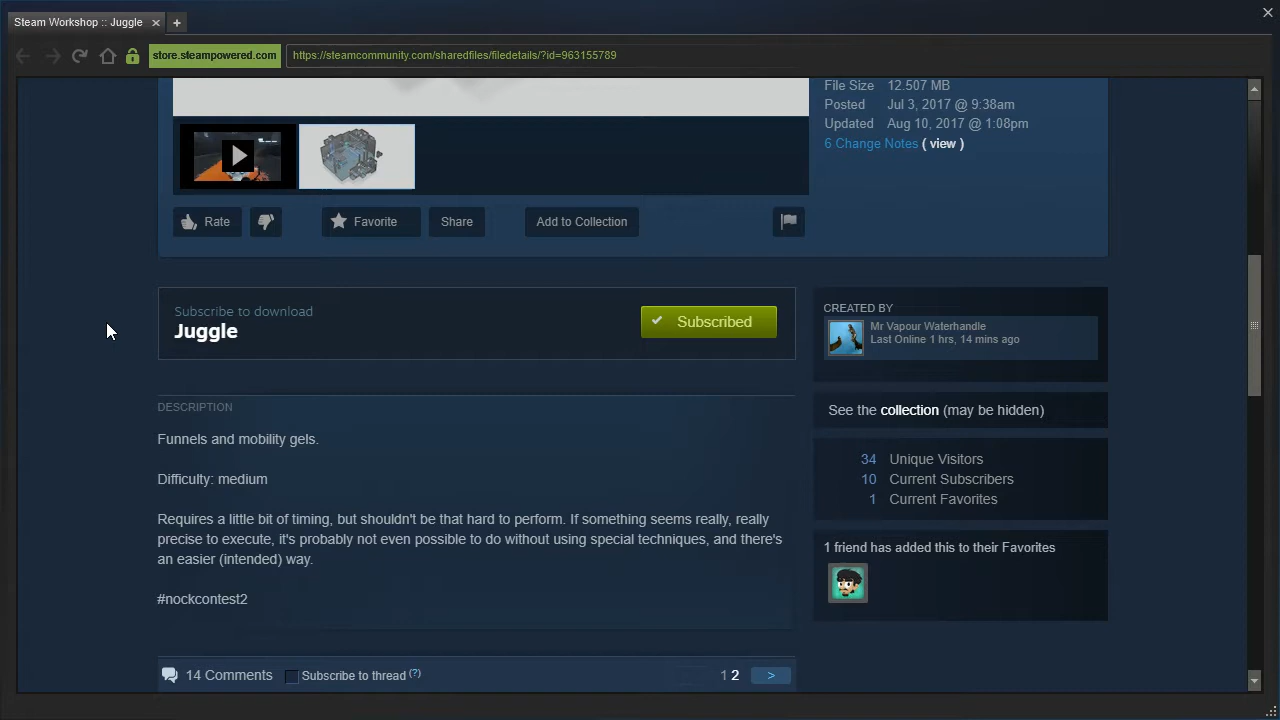 Steam Workshop :: Juggle
store.steampowered.com
https://steamcommunity.com/sharedfiles/filedetails/?id=963155789
File Size 12.507 MB
Posted Jul 3, 2017 @ 9:38am
Updated Aug 10, 2017 @ 1:08pm
6 Change Notes ( view )
Rate
Favorite
Share
Add to Collection
Subscribe to download
Juggle
Subscribed
CREATED BY
Mr Vapour Waterhandle
Last Online 1 hrs, 14 mins ago
DESCRIPTION
Funnels and mobility gels.
Difficulty: medium
Requires a little bit of timing, but shouldn't be that hard to perform. If something seems really, really
precise to execute, it's probably not even possible to do without using special techniques, and there's
an easier (intended) way.
#nockcontest2
See the collection (may be hidden)
34 Unique Visitors
10 Current Subscribers
1 Current Favorites
1 friend has added this to their Favorites
14 Comments
Subscribe to thread (?)
1 2 >